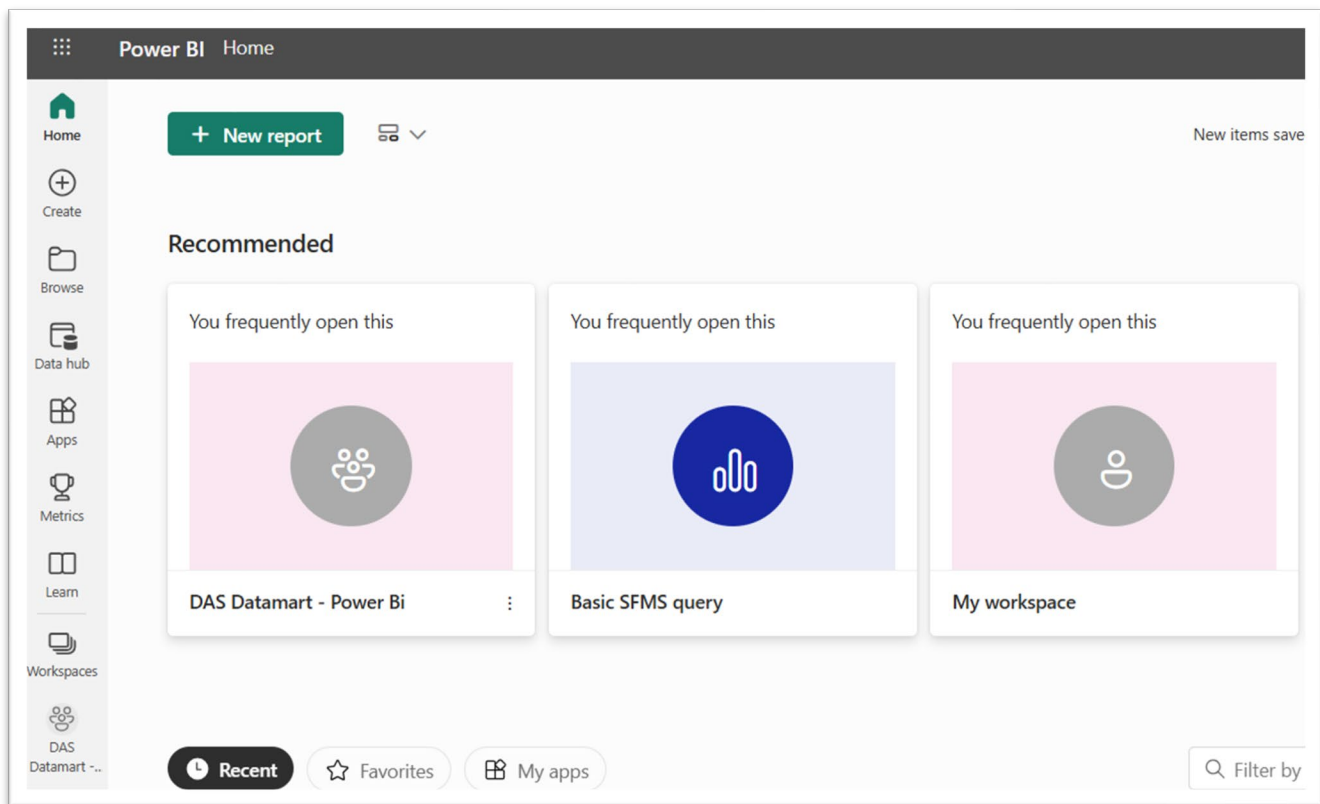 Power BI Home
Home
+ New report
New items save
Create
Browse
Recommended
You frequently open this
You frequently open this
You frequently open this
Data hub
Apps
Metrics
Learn
DAS Datamart - Power Bi
Basic SFMS query
My workspace
Workspaces
DAS
Datamart -..
Recent
Favorites
My apps
Filter by